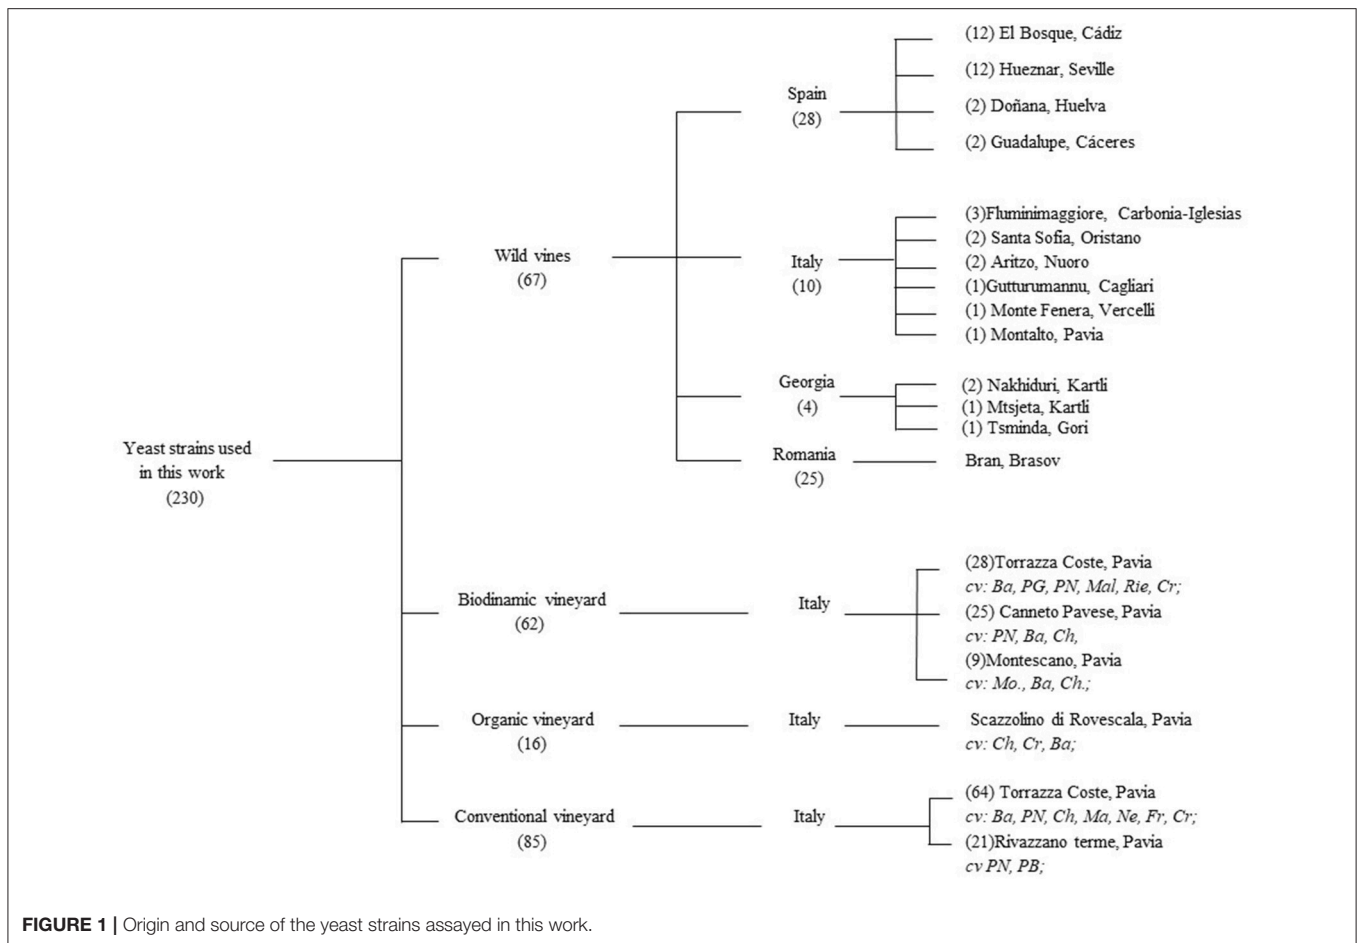 Yeast strains used
in this work
(230)
Wild vines
(67)
Spain
(28)
(12) El Bosque, Cádiz
(12) Hueznar, Seville
(2) Doñana, Huelva
(2) Guadalupe, Cáceres
Italy
(10)
(3)Fluminimaggiore, Carbonia-Iglesias
(2) Santa Sofia, Oristano
(2) Aritzo, Nuoro
(1)Gutturumannu, Cagliari
(1) Monte Fenera, Vercelli
(1) Montalto, Pavia
Georgia
(4)
(2) Nakhiduri, Kartli
(1) Mtsjeta, Kartli
(1) Tsminda, Gori
Romania
(25)
Bran, Brasov
Biodinamic vineyard
(62)
Italy
(28)Torrazza Coste, Pavia
cv: Ba, PG, PN, Mal, Rie, Cr;
(25) Canneto Pavese, Pavia
cv: PN, Ba, Ch,
(9)Montescano, Pavia
cv: Mo., Ba, Ch.;
Organic vineyard
(16)
Italy
Scazzolino di Rovescala, Pavia
cv: Ch, Cr, Ba;
Conventional vineyard
(85)
Italy
(64) Torrazza Coste, Pavia
cv: Ba, PN, Ch, Ma, Ne, Fr, Cr;
(21)Rivazzano terme, Pavia
cv PN, PB;
FIGURE 1 | Origin and source of the yeast strains assayed in this work.